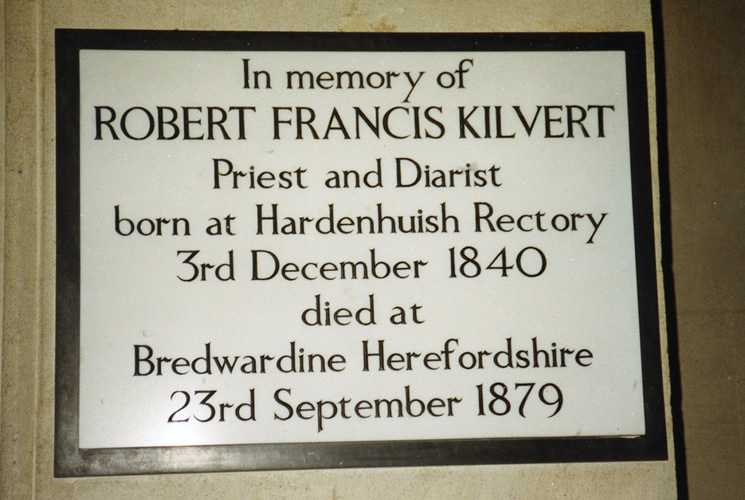 In memory of
ROBERT FRANCIS KILVERT
Priest and Diarist
born at Hardenhuish Rectory
3rd December 1840
died at
Bredwardine Herefordshire
23rd September 1879